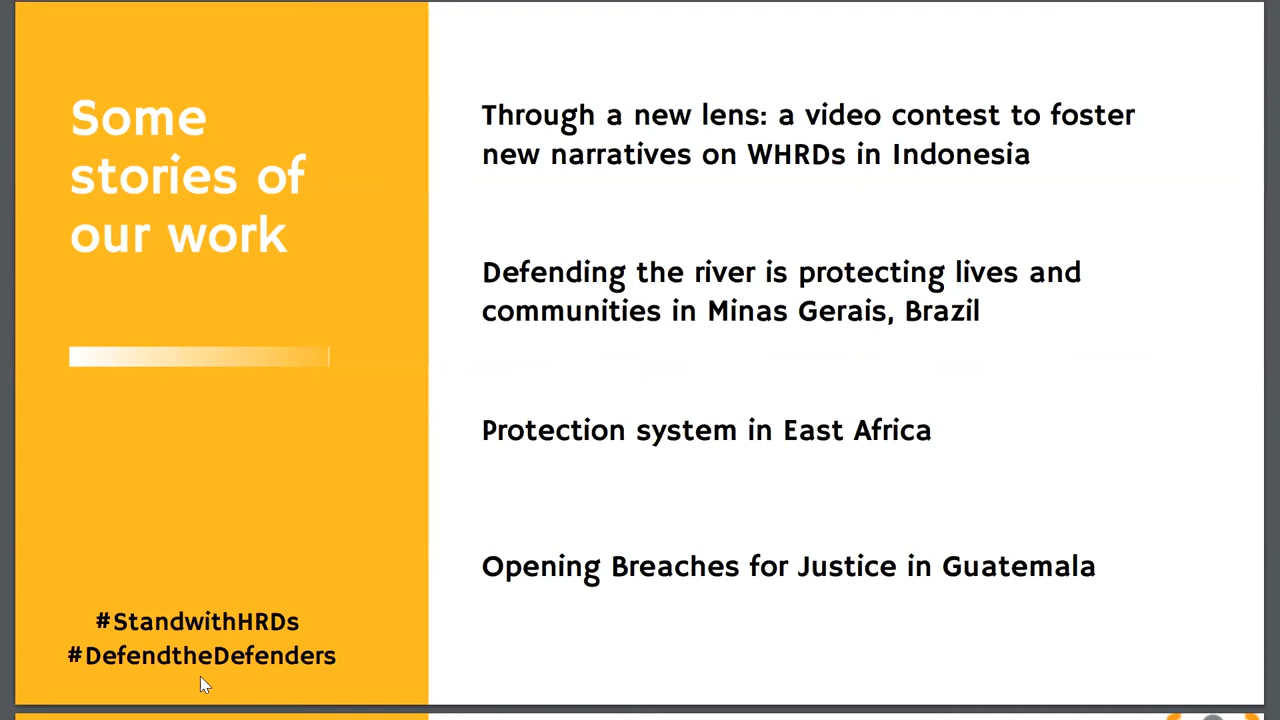 Some
stories of
our work
#StandwithHRDs
#DefendtheDefenders
Through a new lens: a video contest to foster
new narratives on WHRDs in Indonesia
Defending the river is protecting lives and
communities in Minas Gerais, Brazil
Protection system in East Africa
Opening Breaches for Justice in Guatemala